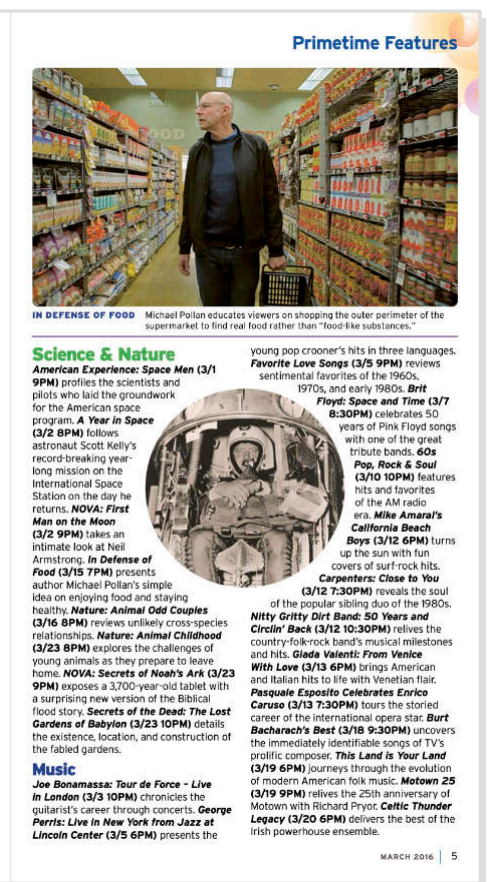 Primetime Features
IN DEFENSE OF FOOD Michael Pollan educates viewers on shopping the outer perimeter of the
supermarket to find real food rather than "food-like substances."
Science & Nature
American Experience: Space Men (3/1
9PM) profiles the scientists and
pilots who laid the groundwork
for the American space
program. A Year in Space
(3/2 8PM) follows
astronaut Scott Kelly's
record-breaking year-
long mission on the
International Space
Station on the day he
returns. NOVA: First
Man on the Moon
(3/2 9PM) takes an
intimate look at Neil
Armstrong. In Defense of
Food (3/15 7PM) presents
author Michael Pollan's simple
idea on enjoying food and staying
healthy. Nature: Animal Odd Couples
(3/16 8PM) reviews unlikely cross-species
relationships. Nature: Animal Childhood
(3/23 8PM) explores the challenges of
young animals as they prepare to leave
home. NOVA: Secrets of Noah's Ark (3/23
9PM) exposes a 3,700-year-old tablet with
a surprising new version of the Biblical
flood story. Secrets of the Dead: The Lost
Gardens of Babylon (3/23 10PM) details
the existence, location, and construction of
the fabled gardens.
Music
Joe Bonamassa: Tour de Force – Live
in London (3/3 10PM) chronicles the
guitarist's career through concerts. George
Perris: Live in New York from Jazz at
Lincoln Center (3/5 6PM) presents the
young pop crooner's hits in three languages.
Favorite Love Songs (3/5 9PM) reviews
sentimental favorites of the 1960s,
1970s, and early 1980s. Brit
Floyd: Space and Time (3/7
8:30PM) celebrates 50
years of Pink Floyd songs
with one of the great
tribute bands. 60s
Pop, Rock & Soul
(3/10 10PM) features
hits and favorites
of the AM radio
era. Mike Amaral's
California Beach
Boys (3/12 6PM) turns
up the sun with fun
covers of surf-rock hits.
Carpenters: Close to You
(3/12 7:30PM) reveals the soul
of the popular sibling duo of the 1980s.
Nitty Gritty Dirt Band: 50 Years and
Circlin' Back (3/12 10:30PM) relives the
country-folk-rock band's musical milestones
and hits. Giada Valenti: From Venice
With Love (3/13 6PM) brings American
and Italian hits to life with Venetian flair.
Pasquale Esposito Celebrates Enrico
Caruso (3/13 7:30PM) tours the storied
career of the international opera star. Burt
Bacharach's Best (3/18 9:30PM) uncovers
the immediately identifiable songs of TV's
prolific composer. This Land is Your Land
(3/19 6PM) journeys through the evolution
of modern American folk music. Motown 25
(3/19 9PM) relives the 25th anniversary of
Motown with Richard Pryor. Celtic Thunder
Legacy (3/20 6PM) delivers the best of the
Irish powerhouse ensemble.
MARCH 2016 | 5